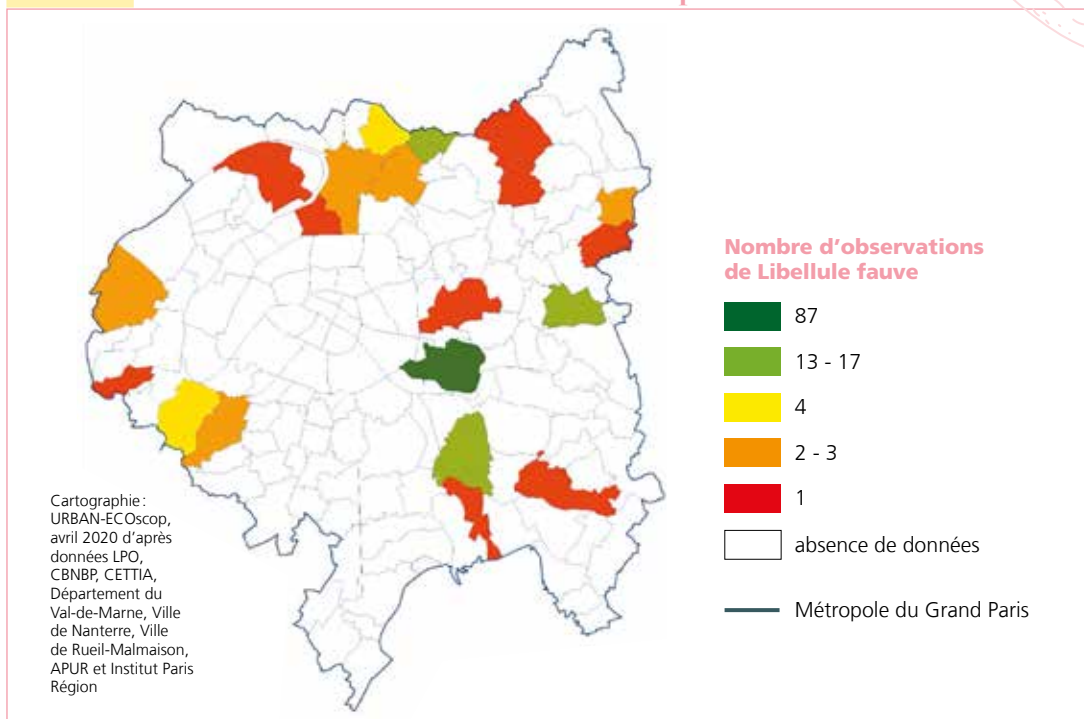 Nombre d'observations
de Libellule fauve
87
13 - 17
4
2 - 3
1
absence de données
Métropole du Grand Paris
Cartographie :
URBAN-ECOscop,
avril 2020 d'après
données LPO,
CBNBP, CETTIA,
Département du
Val-de-Marne, Ville
de Nanterre, Ville
de Rueil-Malmaison,
APUR et Institut Paris
Région